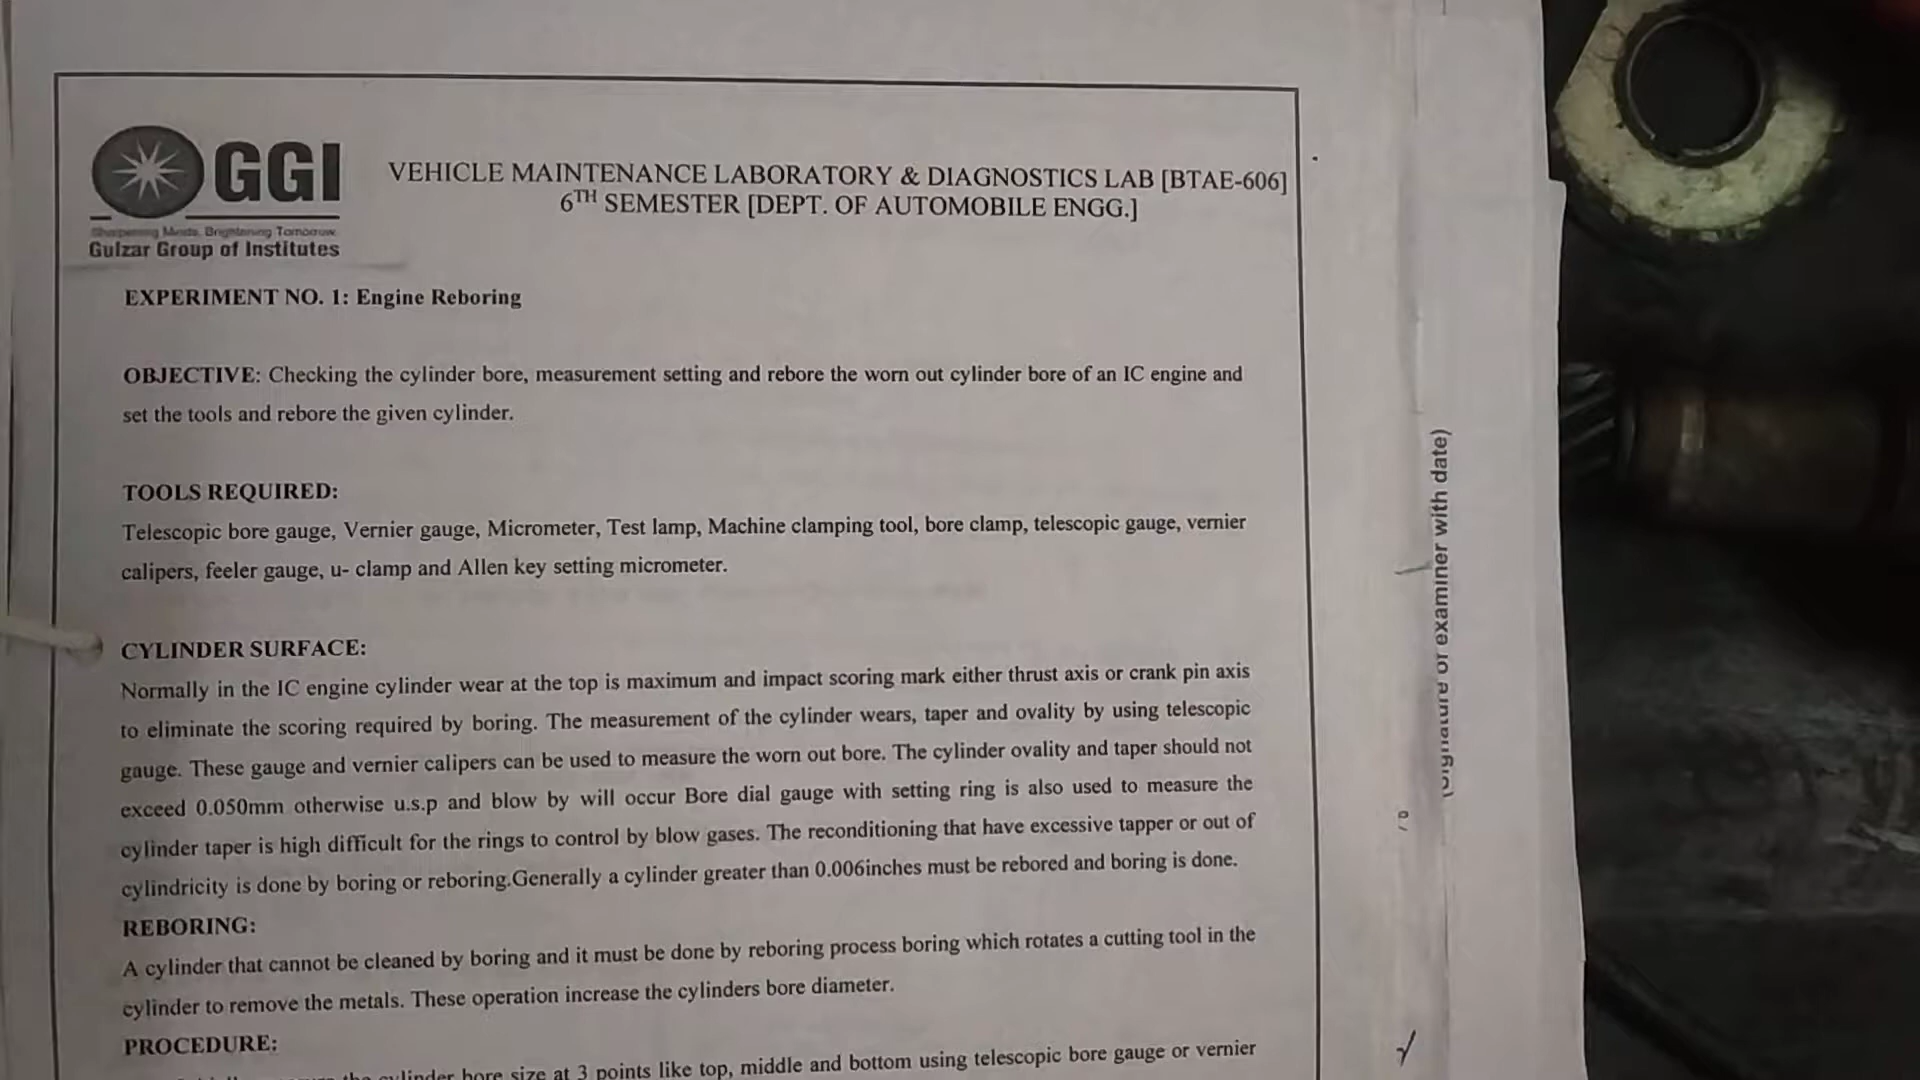 GGI
Sharpening Minds, Brightening Tomorrow
Gulzar Group of Institutes
VEHICLE MAINTENANCE LABORATORY & DIAGNOSTICS LAB [BTAE-606]
6TH SEMESTER [DEPT. OF AUTOMOBILE ENGG.]
EXPERIMENT NO. 1: Engine Reboring
OBJECTIVE: Checking the cylinder bore, measurement setting and rebore the worn out cylinder bore of an IC engine and
set the tools and rebore the given cylinder.
TOOLS REQUIRED:
Telescopic bore gauge, Vernier gauge, Micrometer, Test lamp, Machine clamping tool, bore clamp, telescopic gauge, vernier
calipers, feeler gauge, u- clamp and Allen key setting micrometer.
CYLINDER SURFACE:
Normally in the IC engine cylinder wear at the top is maximum and impact scoring mark either thrust axis or crank pin axis
to eliminate the scoring required by boring. The measurement of the cylinder wears, taper and ovality by using telescopic
gauge. These gauge and vernier calipers can be used to measure the worn out bore. The cylinder ovality and taper should not
exceed 0.050mm otherwise u.s.p and blow by will occur Bore dial gauge with setting ring is also used to measure the
cylinder taper is high difficult for the rings to control by blow gases. The reconditioning that have excessive tapper or out of
cylindricity is done by boring or reboring.Generally a cylinder greater than 0.006inches must be rebored and boring is done.
REBORING:
A cylinder that cannot be cleaned by boring and it must be done by reboring process boring which rotates a cutting tool in the
cylinder to remove the metals. These operation increase the cylinders bore diameter.
PROCEDURE:
the cylinder bore size at 3 points like top, middle and bottom using telescopic bore gauge or vernier
(Signature of examiner with date)